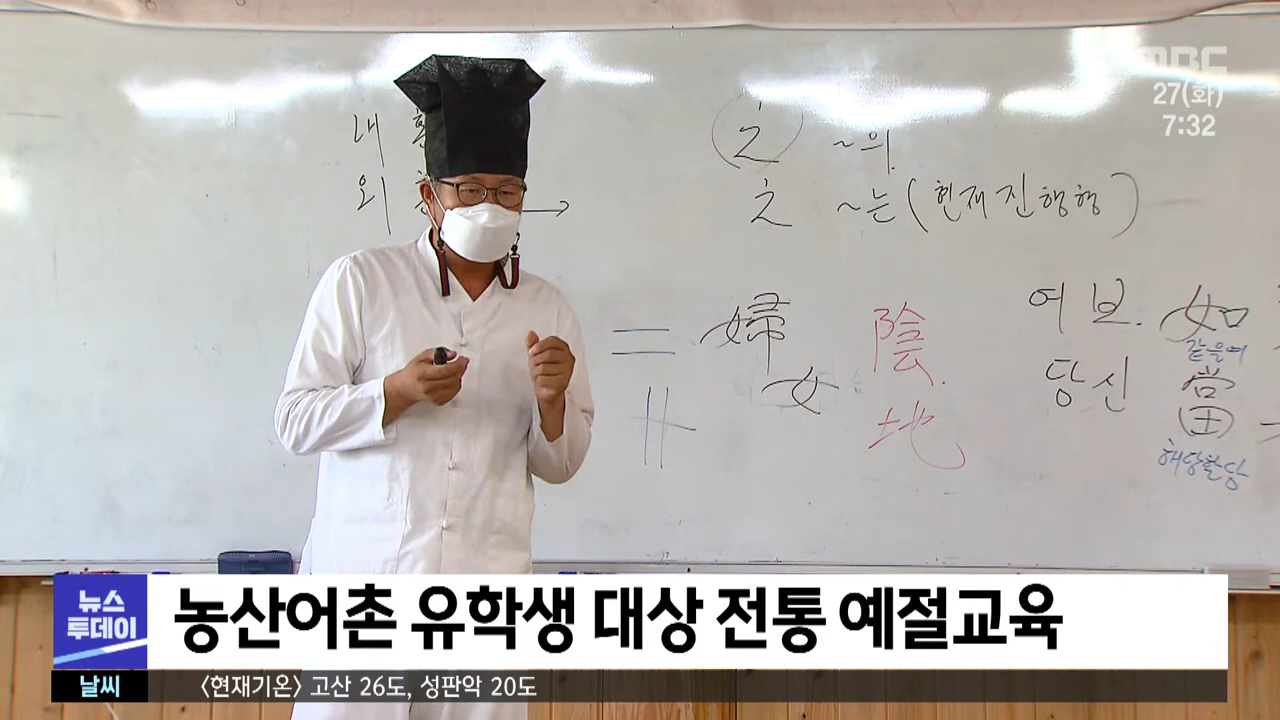 MBC
27(화)
7:32
내
외
之 ~의
之 ~는(현재진행형)
婦
女
陰
地
여보. 如
같을여
당신 當
해당할당
뉴스
투데이
농산어촌 유학생 대상 전통 예절교육
날씨
〈현재기온〉 고산 26도, 성판악 20도